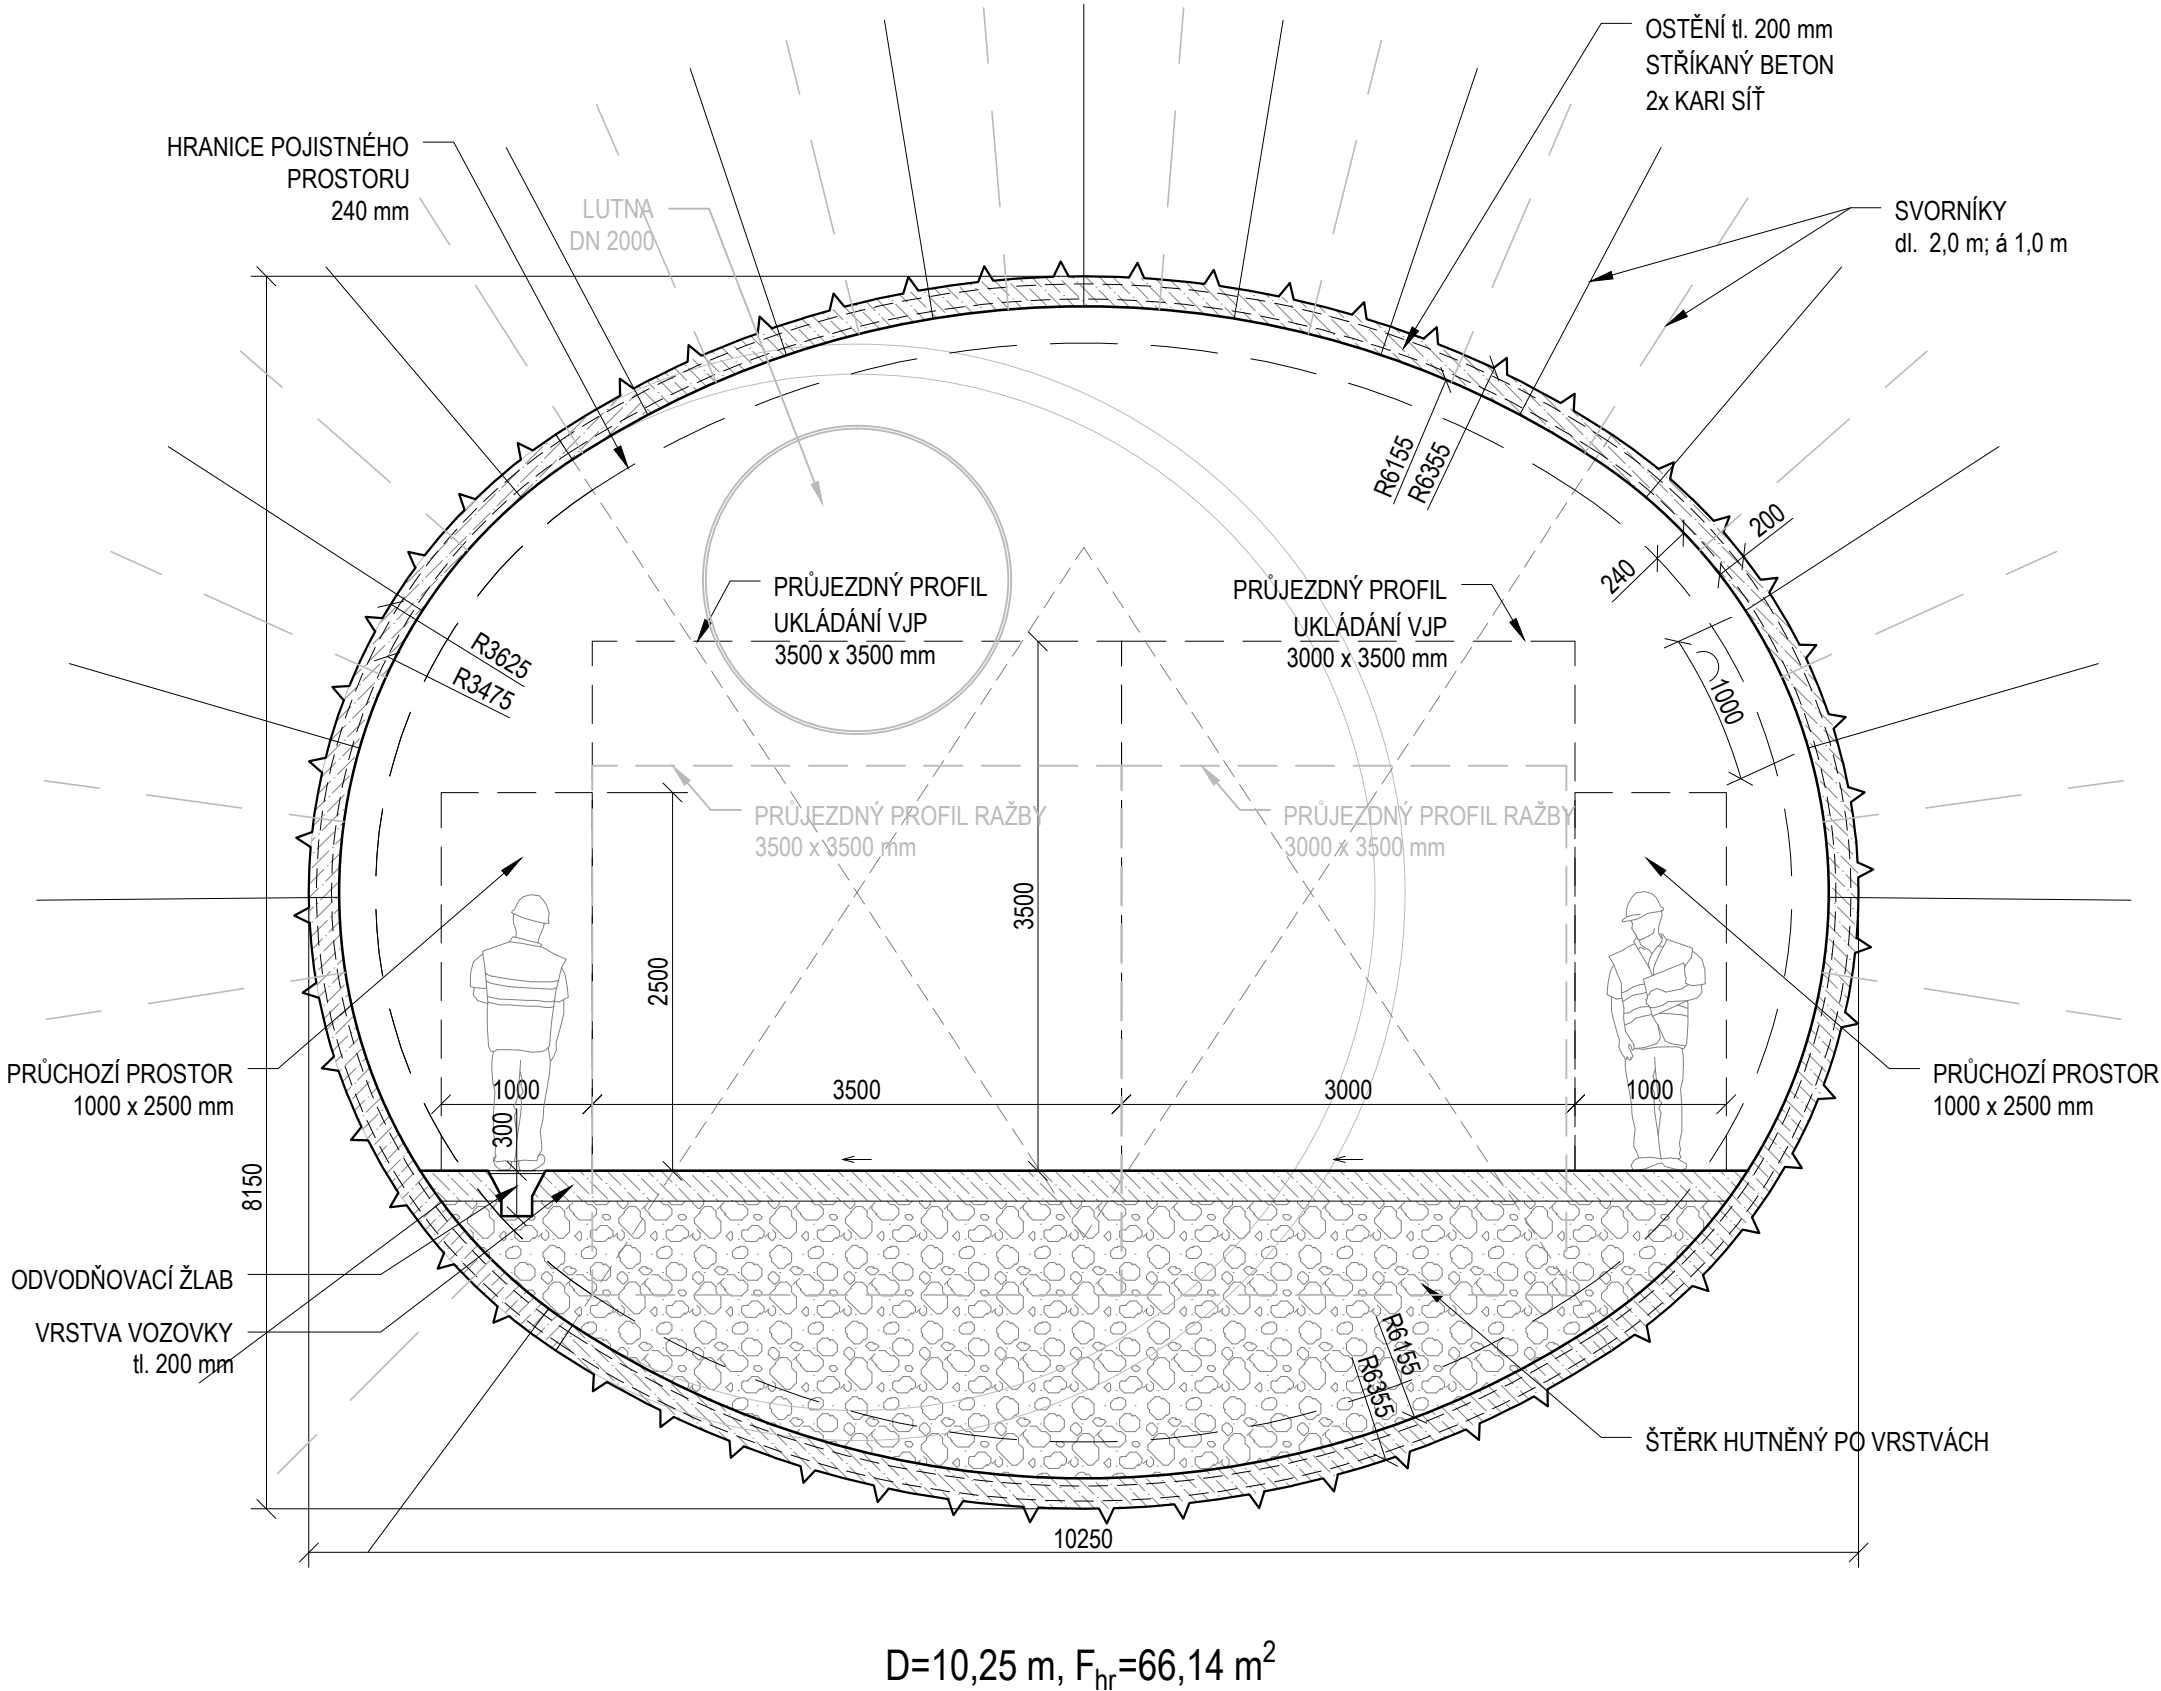 OSTĚNÍ tl. 200 mm
STŘÍKANÝ BETON
2x KARI SÍŤ
HRANICE POJISTNÉHO
PROSTORU
240 mm
LUTNA
DN 2000
SVORNÍKY
dl. 2,0 m; á 1,0 m
R6155
R6355
200
240
1000
R3625
R3475
PRŮJEZDNÝ PROFIL
UKLÁDÁNÍ VJP
3500 x 3500 mm
PRŮJEZDNÝ PROFIL
UKLÁDÁNÍ VJP
3000 x 3500 mm
PRŮJEZDNÝ PROFIL RAŽBY
3500 x 3500 mm
PRŮJEZDNÝ PROFIL RAŽBY
3000 x 3500 mm
3500
2500
PRŮCHOZÍ PROSTOR
1000 x 2500 mm
PRŮCHOZÍ PROSTOR
1000 x 2500 mm
1000
3500
3000
1000
300
8150
ODVODŇOVACÍ ŽLAB
VRSTVA VOZOVKY
tl. 200 mm
R6155
R6355
ŠTĚRK HUTNĚNÝ PO VRSTVÁCH
10250
D=10,25 m, Fhr=66,14 m²